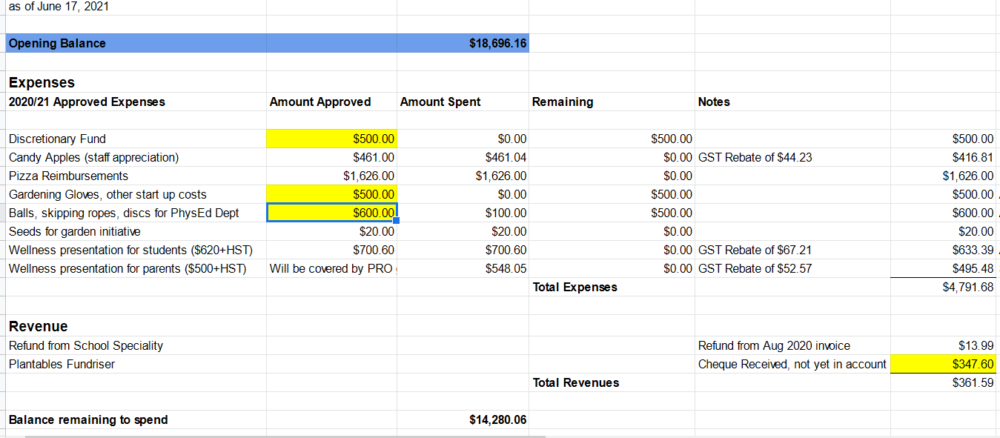 as of June 17, 2021
Opening Balance $18,696.16
Expenses
2020/21 Approved Expenses Amount Approved Amount Spent Remaining Notes
Discretionary Fund $500.00 $0.00 $500.00 $500.00
Candy Apples (staff appreciation) $461.00 $461.04 $0.00 GST Rebate of $44.23 $416.81
Pizza Reimbursements $1,626.00 $1,626.00 $0.00 $1,626.00
Gardening Gloves, other start up costs $500.00 $0.00 $500.00 $500.00
Balls, skipping ropes, discs for PhysEd Dept $600.00 $100.00 $500.00 $600.00
Seeds for garden initiative $20.00 $20.00 $0.00 $20.00
Wellness presentation for students ($620+HST) $700.60 $700.60 $0.00 GST Rebate of $67.21 $633.39
Wellness presentation for parents ($500+HST) Will be covered by PRO $548.05 $0.00 GST Rebate of $52.57 $495.48
Total Expenses $4,791.68
Revenue
Refund from School Speciality Refund from Aug 2020 invoice $13.99
Plantables Fundriser Cheque Received, not yet in account $347.60
Total Revenues $361.59
Balance remaining to spend $14,280.06